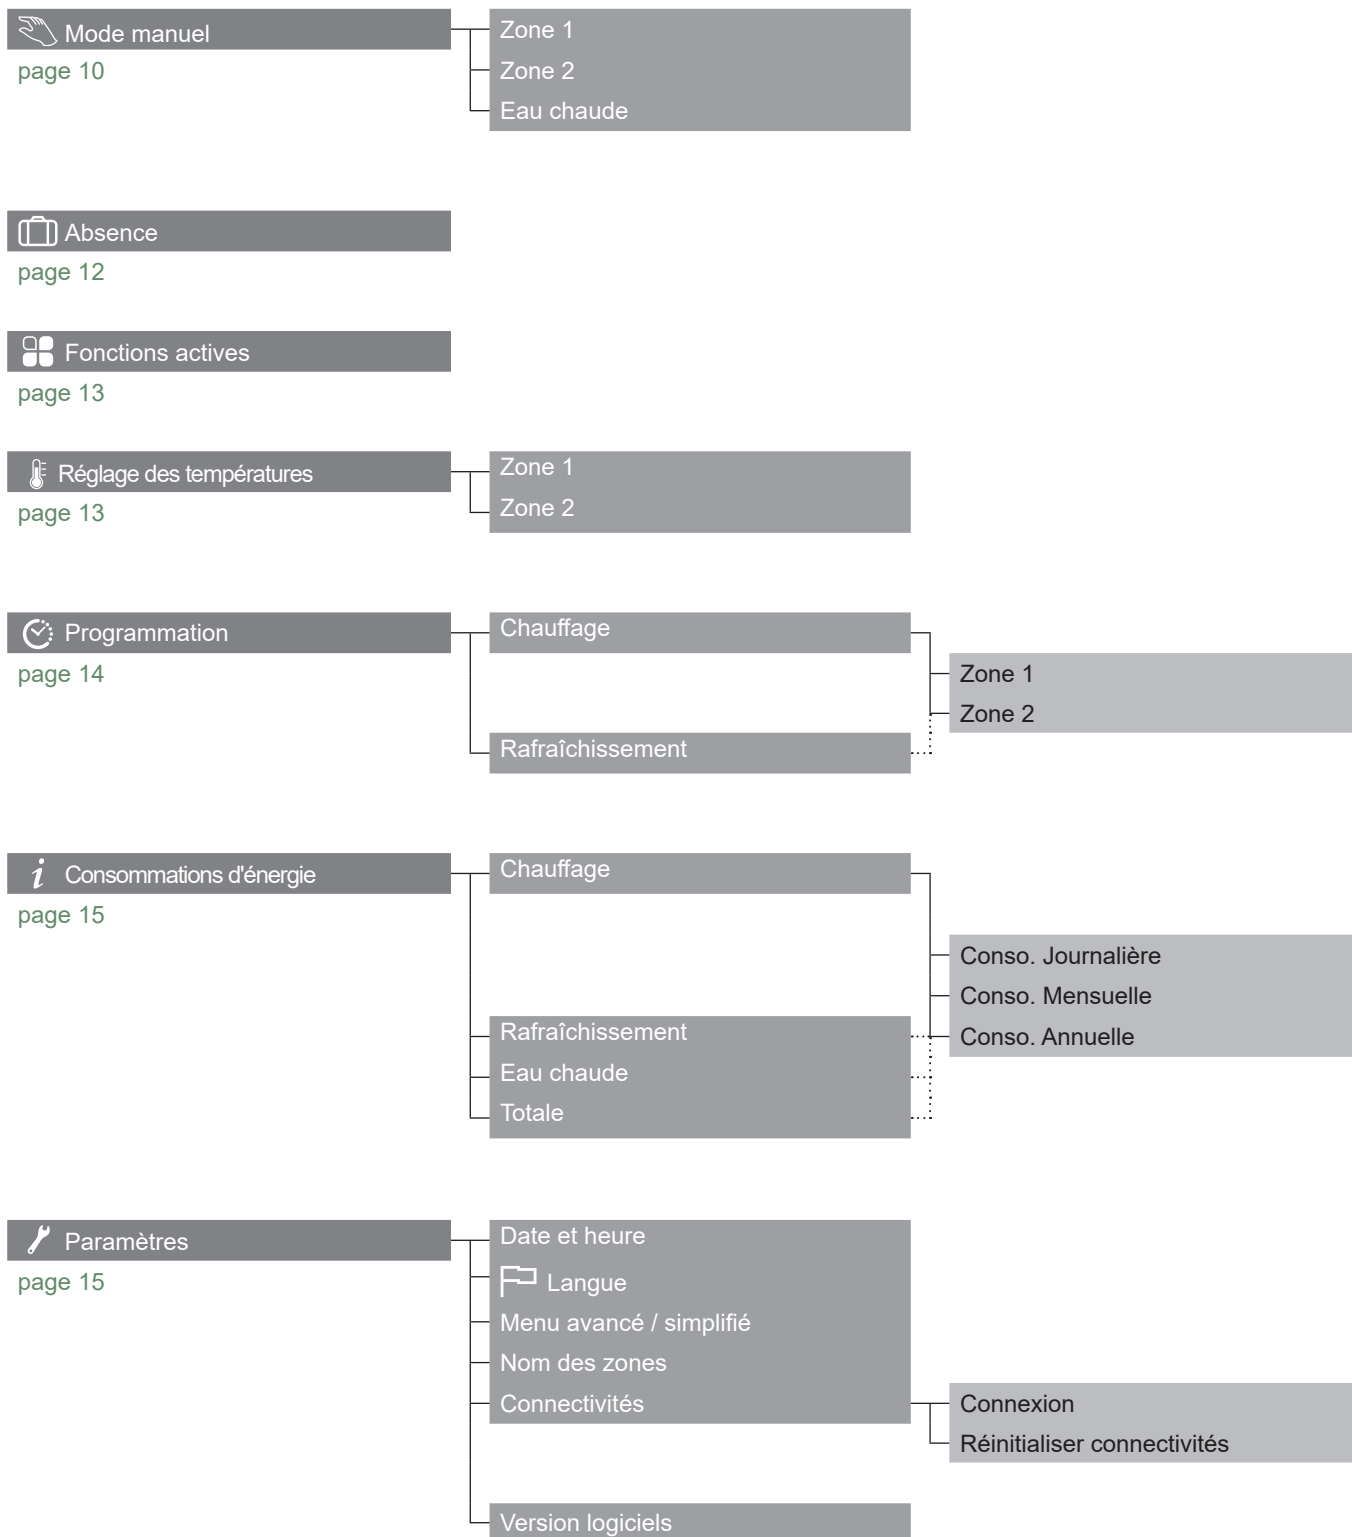 Mode manuel
page 10
Zone 1
Zone 2
Eau chaude
Absence
page 12
Fonctions actives
page 13
Réglage des températures
page 13
Zone 1
Zone 2
Programmation
page 14
Chauffage
Zone 1
Zone 2
Rafraîchissement
Consommations d'énergie
page 15
Chauffage
Conso. Journalière
Conso. Mensuelle
Conso. Annuelle
Rafraîchissement
Eau chaude
Totale
Paramètres
page 15
Date et heure
Langue
Menu avancé / simplifié
Nom des zones
Connectivités
Connexion
Réinitialiser connectivités
Version logiciels